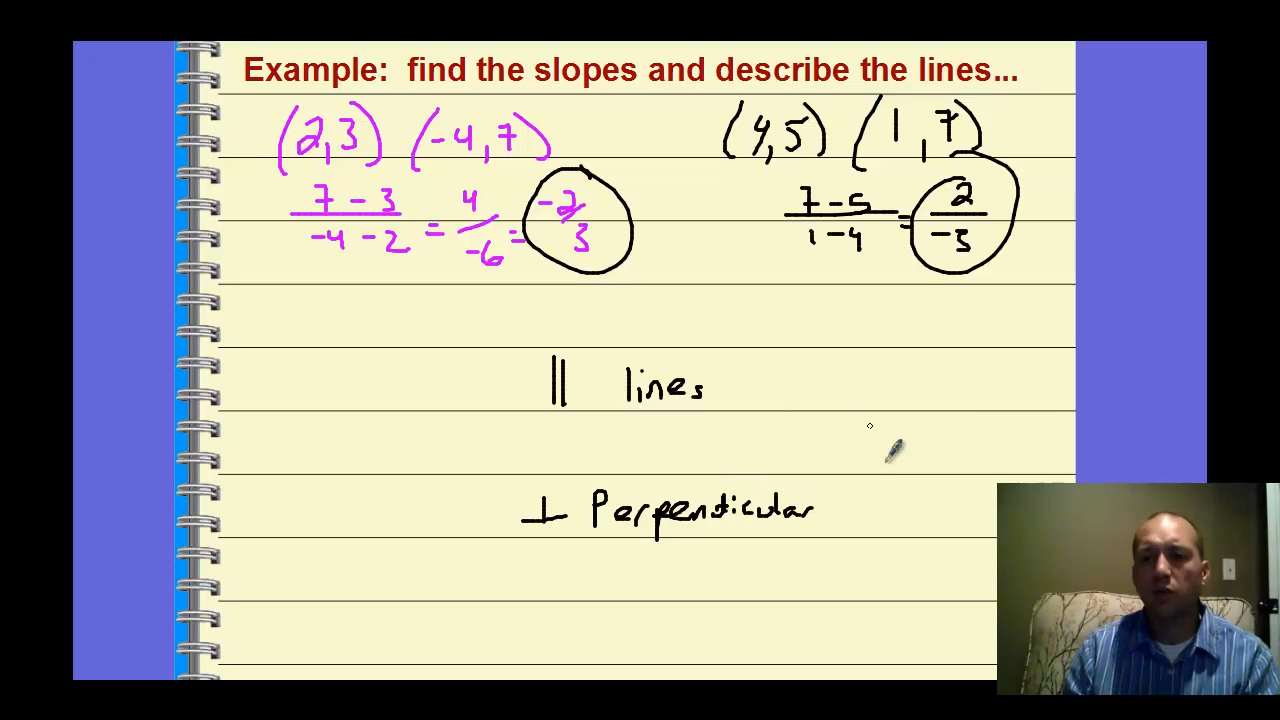 Example: find the slopes and describe the lines...
(2,3) (-4,7) (4,5) (1,7)
7 - 3 / -4 - 2 = 4 / -6 = -2 / 3
7 - 5 / 1 - 4 = 2 / -3
|| lines
⊥ Perpendicular